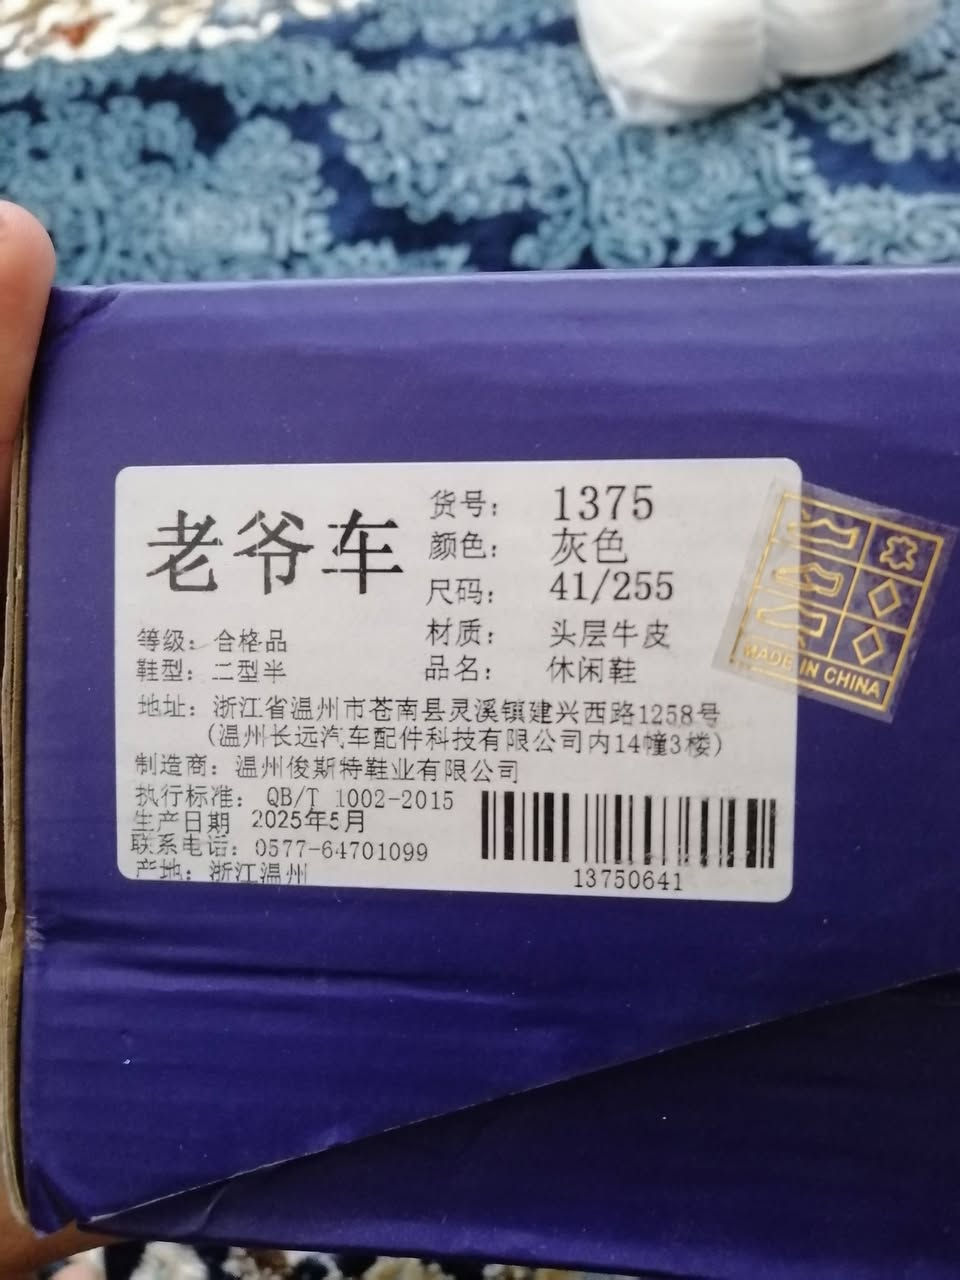 老爷车
货号： 1375
颜色： 灰色
尺码： 41/255
等级：合格品
材质： 头层牛皮
鞋型：二型半
品名： 休闲鞋
地址：浙江省温州市苍南县灵溪镇建兴西路1258号
(温州长远汽车配件科技有限公司内14幢3楼)
制造商：温州俊斯特鞋业有限公司
执行标准： QB/T 1002-2015
生产日期 2025年5月
联系电话：0577-64701099
产地：浙江温州
13750641
MADE IN CHINA